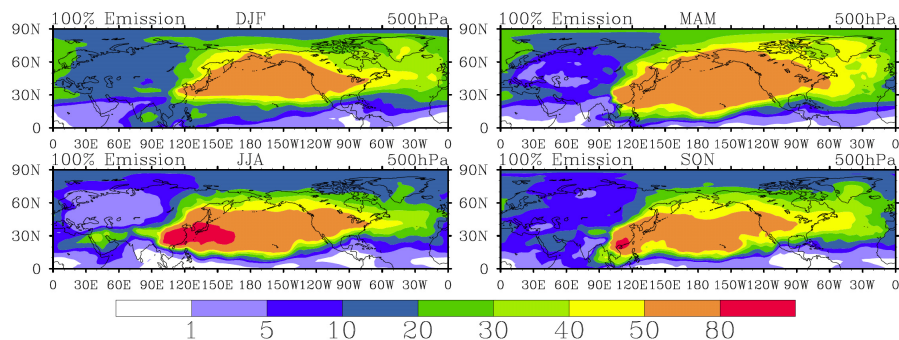 100% Emission DJF 500hPa
90N
60N
30N
0
0 30E 60E 90E 120E 150E 180 150W 120W 90W 60W 30W 0
100% Emission MAM 500hPa
90N
60N
30N
0
0 30E 60E 90E 120E 150E 180 150W 120W 90W 60W 30W 0
100% Emission JJA 500hPa
90N
60N
30N
0
0 30E 60E 90E 120E 150E 180 150W 120W 90W 60W 30W 0
100% Emission SON 500hPa
90N
60N
30N
0
0 30E 60E 90E 120E 150E 180 150W 120W 90W 60W 30W 0
1 5 10 20 30 40 50 80